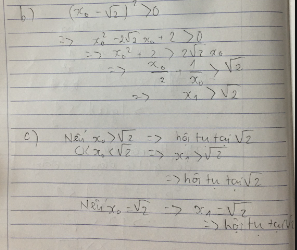 b) (x₀ - √2)² > 0
=> x₀² - 2√2 x₀ + 2 > 0
=> x₀² + 2 > 2√2 x₀
=> x₀/2 + 1/x₀ > √2
=> x₁ > √2
c) Nếu x₀ > √2 => hội tụ tại √2
0 < x₀ < √2 => x₁ > √2
=> hội tụ tại √2
Nếu x₀ = √2 => x₁ = √2
=> hội tụ tại √2